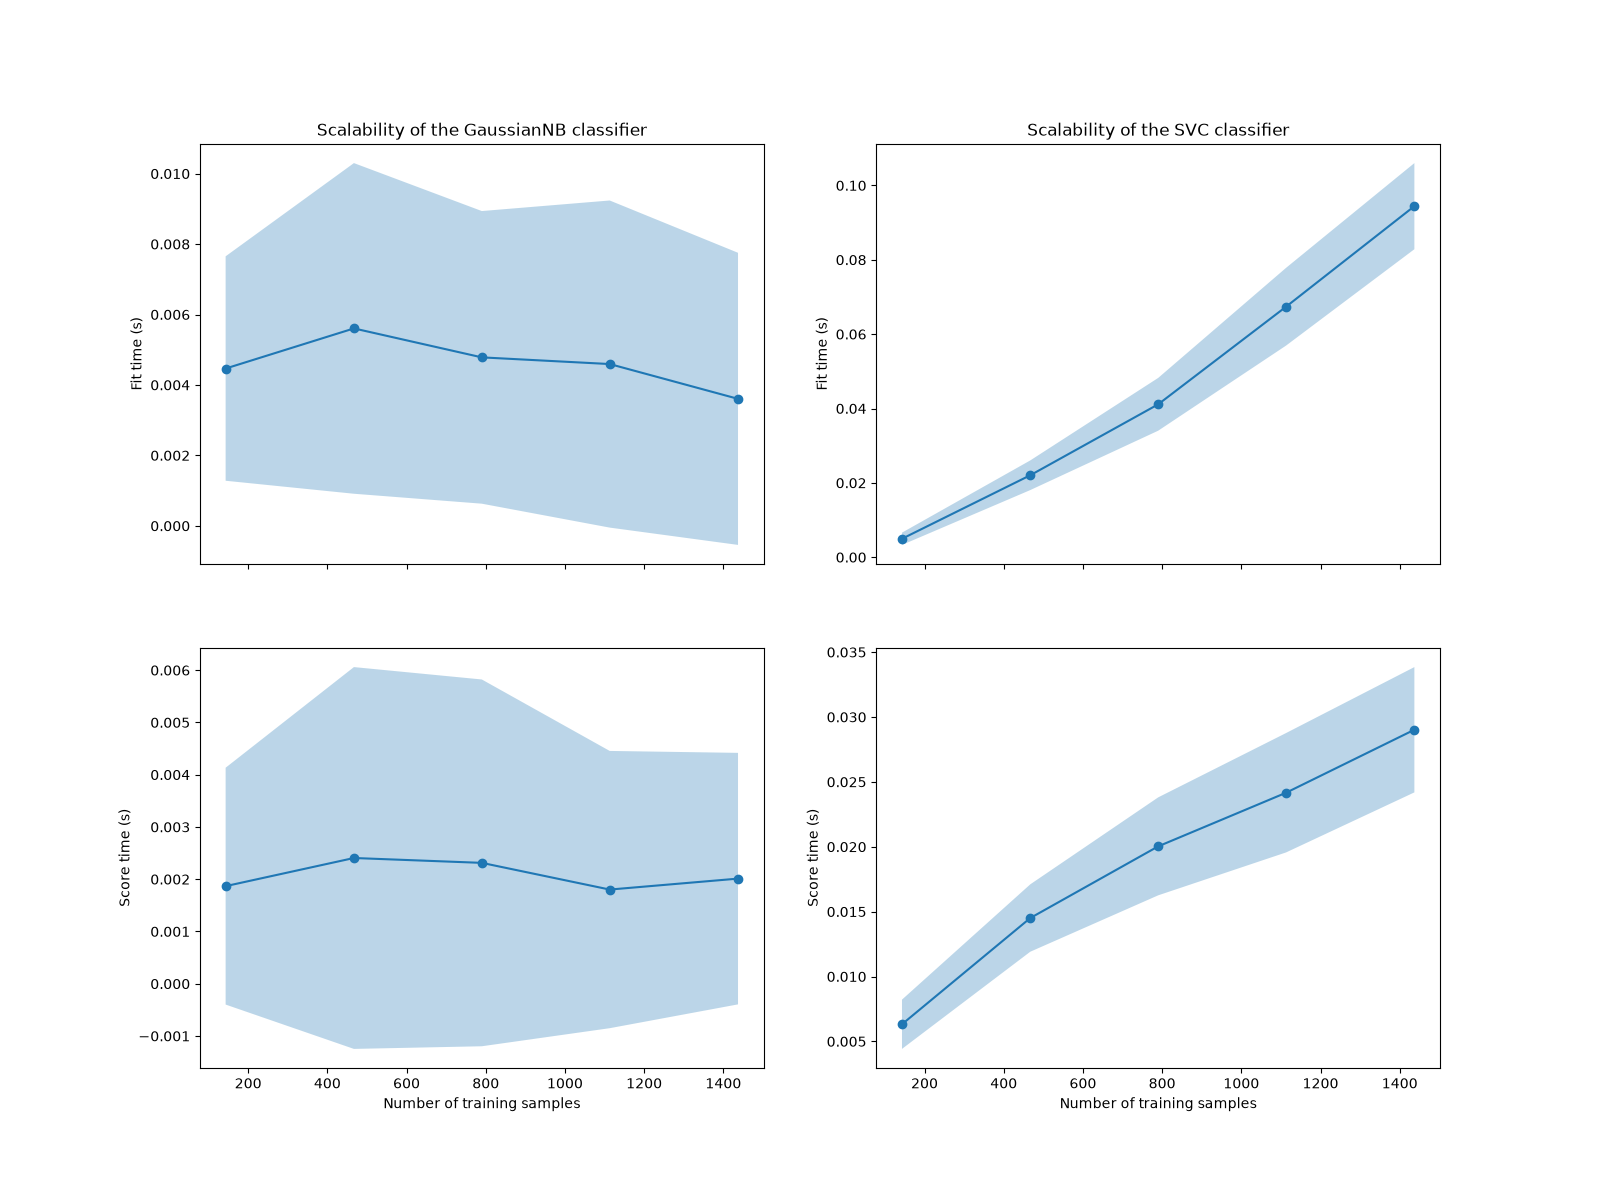 Scalability of the GaussianNB classifier
0.010
0.008
0.006
0.004
0.002
0.000
Fit time (s)
Scalability of the SVC classifier
0.10
0.08
0.06
0.04
0.02
0.00
Fit time (s)
0.006
0.005
0.004
0.003
0.002
0.001
0.000
−0.001
Score time (s)
200 400 600 800 1000 1200 1400
Number of training samples
0.035
0.030
0.025
0.020
0.015
0.010
0.005
Score time (s)
200 400 600 800 1000 1200 1400
Number of training samples